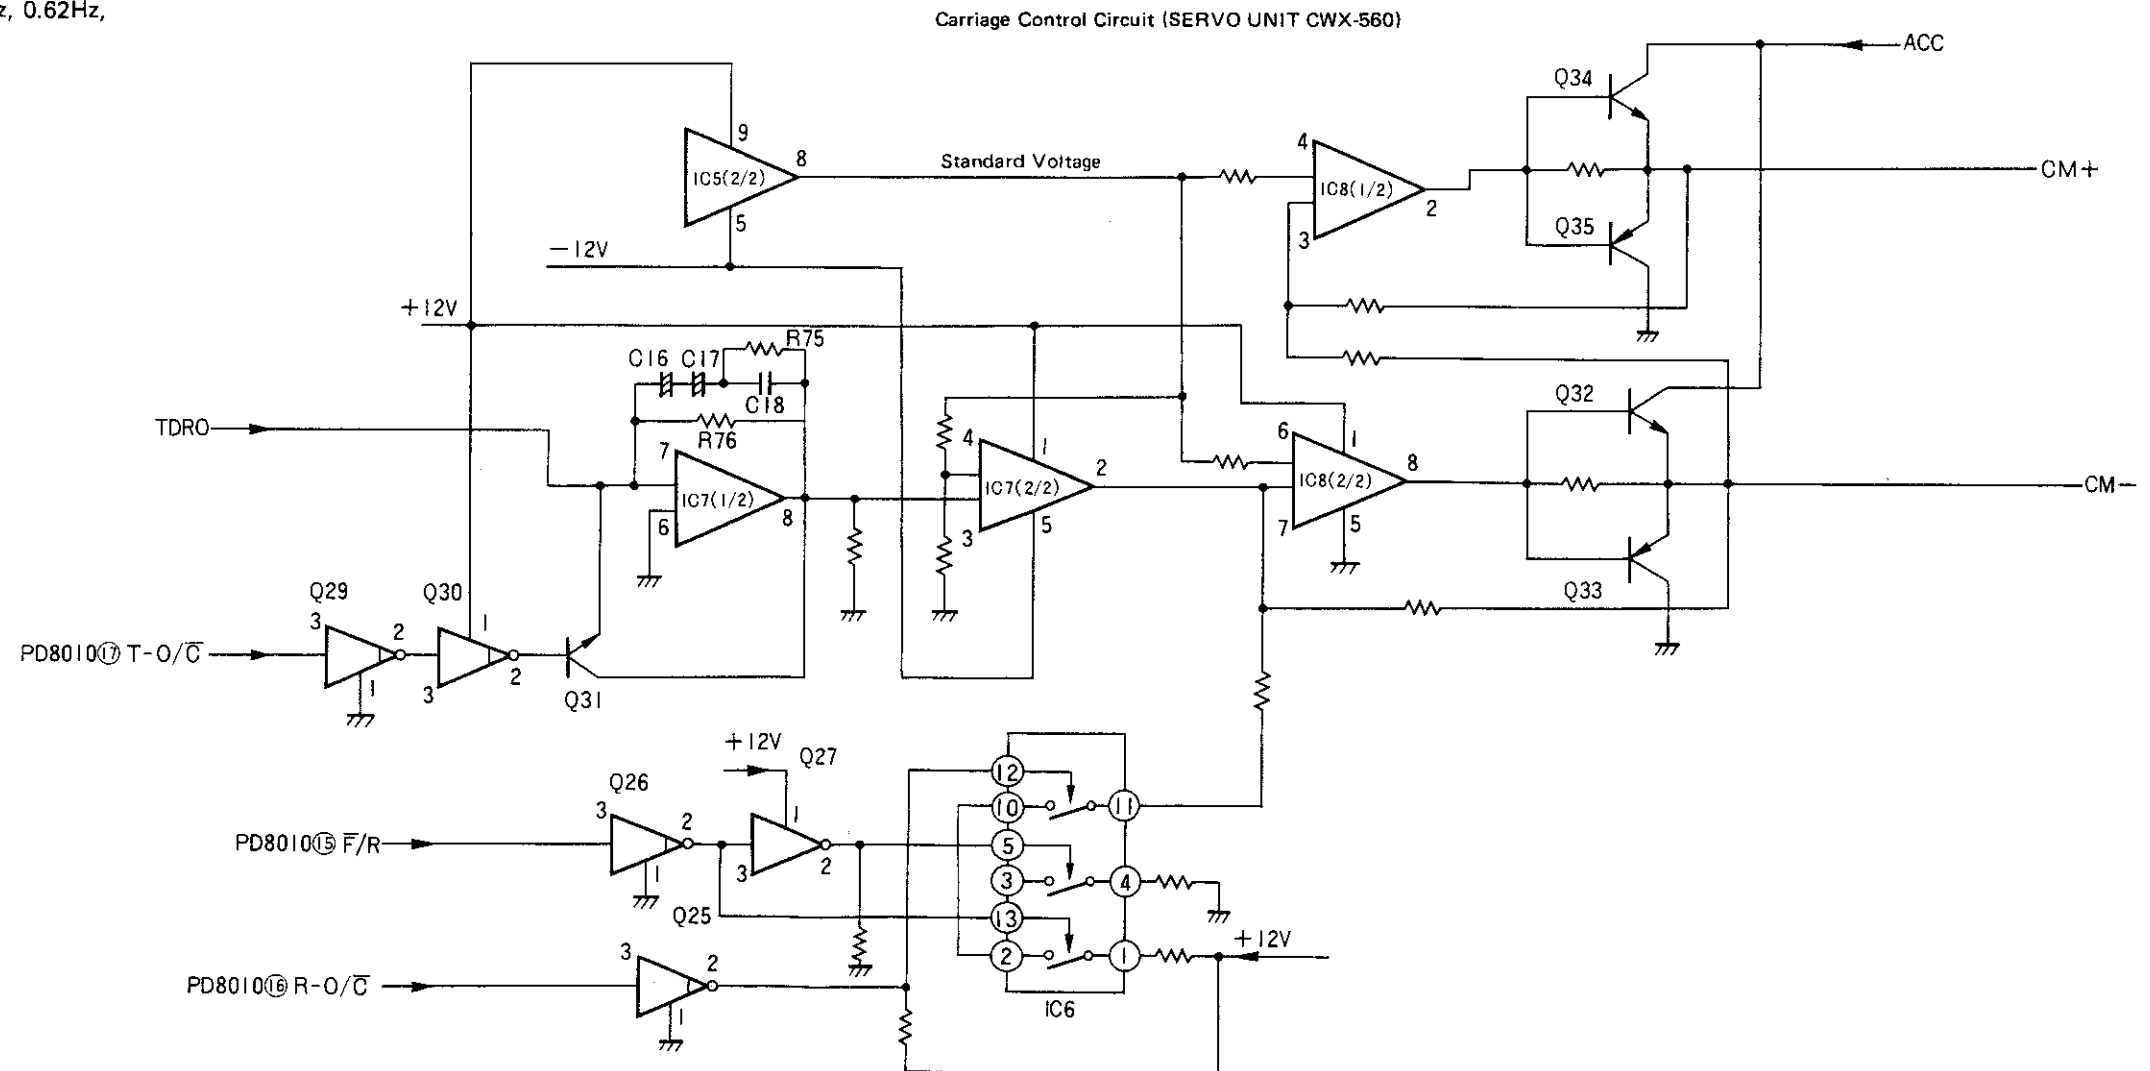 z, 0.62Hz,
Carriage Control Circuit (SERVO UNIT CWX-560)
ACC
Q34
9
8
Standard Voltage
4
IC5(2/2)
IC8(1/2)
CM+
2
5
Q35
3
-12V
+12V
R75
C16 C17
C18
Q32
TDRO
R76
7
4
1
2
6
1
8
IC7(1/2)
IC7(2/2)
IC8(2/2)
CM-
6
8
3
5
7
5
Q29
Q30
Q33
3
2
1
PD8010⑰ T-O/C̅
1
3
2
Q31
+12V
Q27
Q26
⑫
3
2
1
⑩
⑪
PD8010⑮ F̅/R
⑤
3
2
1
③
④
Q25
⑬
+12V
3
2
②
①
PD8010⑯ R-O/C̅
1
IC6